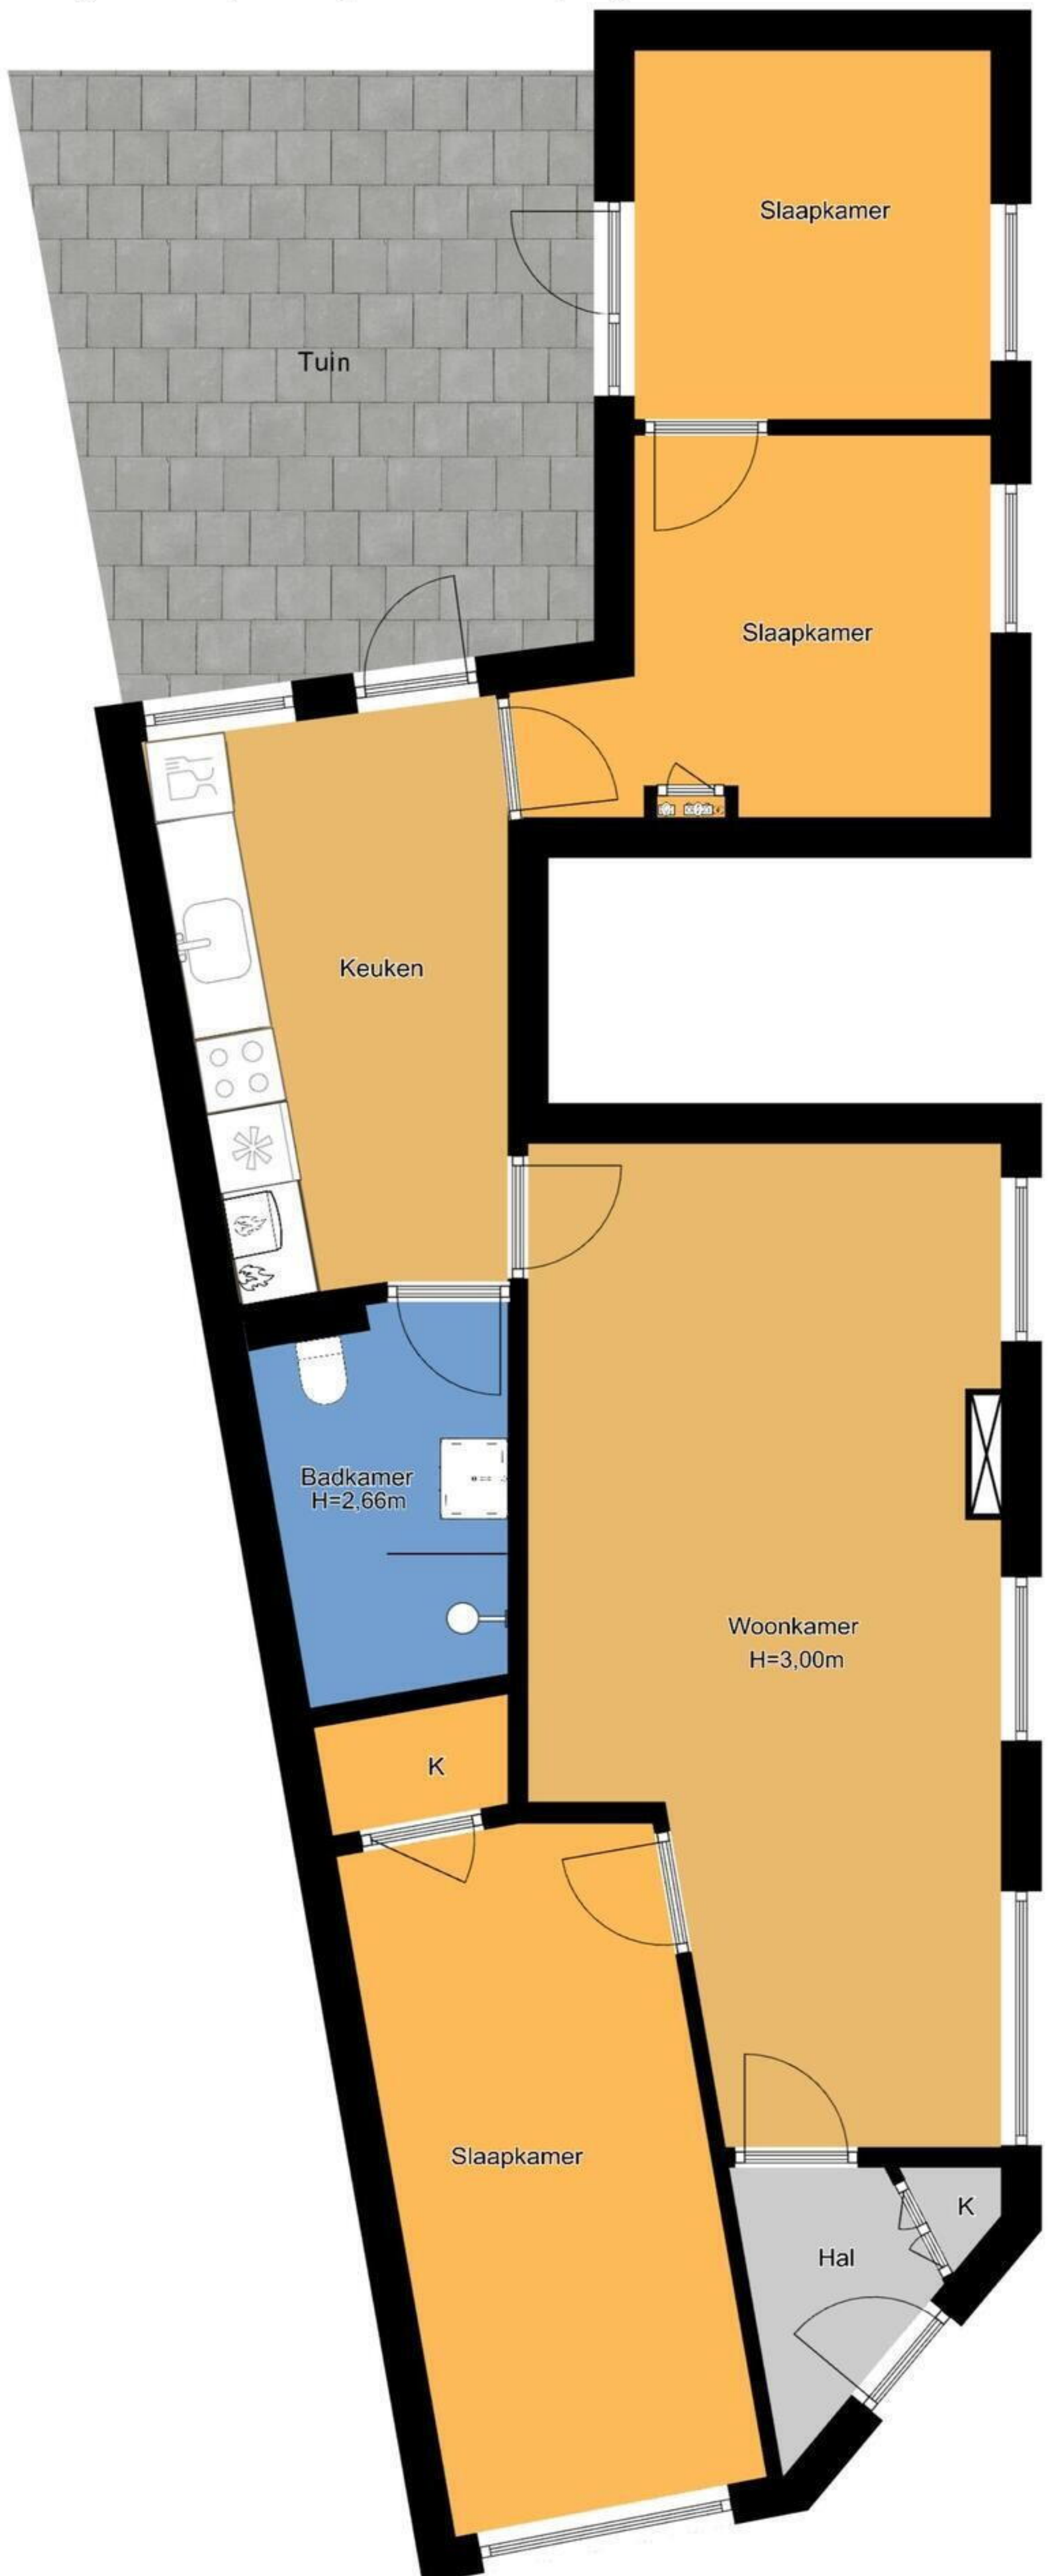 Slaapkamer
Tuin
Slaapkamer
Keuken
Badkamer
H=2,66m
Woonkamer
H=3,00m
K
Slaapkamer
K
Hal